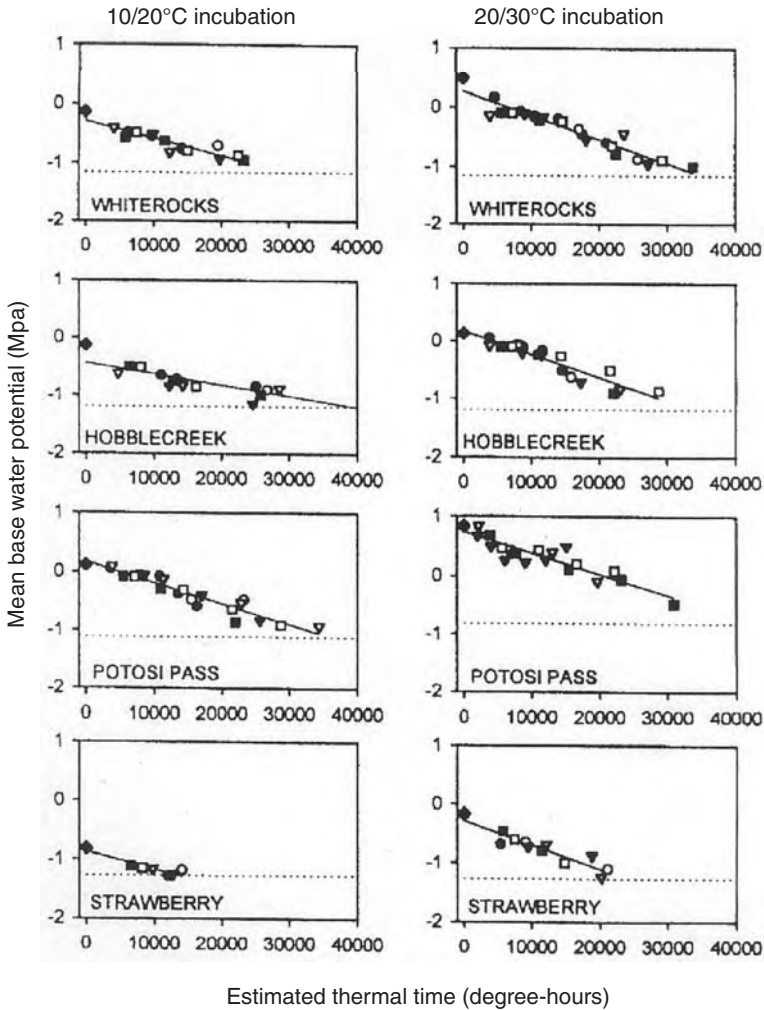 10/20°C incubation
20/30°C incubation
Mean base water potential (Mpa)
1
0
-1
-2
WHITEROCKS
0 10000 20000 30000 40000
1
0
-1
-2
WHITEROCKS
0 10000 20000 30000 40000
1
0
-1
-2
HOBBLECREEK
0 10000 20000 30000 40000
1
0
-1
-2
HOBBLECREEK
0 10000 20000 30000 40000
1
0
-1
-2
POTOSI PASS
0 10000 20000 30000 40000
1
0
-1
-2
POTOSI PASS
0 10000 20000 30000 40000
1
0
-1
-2
STRAWBERRY
0 10000 20000 30000 40000
1
0
-1
-2
STRAWBERRY
0 10000 20000 30000 40000
Estimated thermal time (degree-hours)